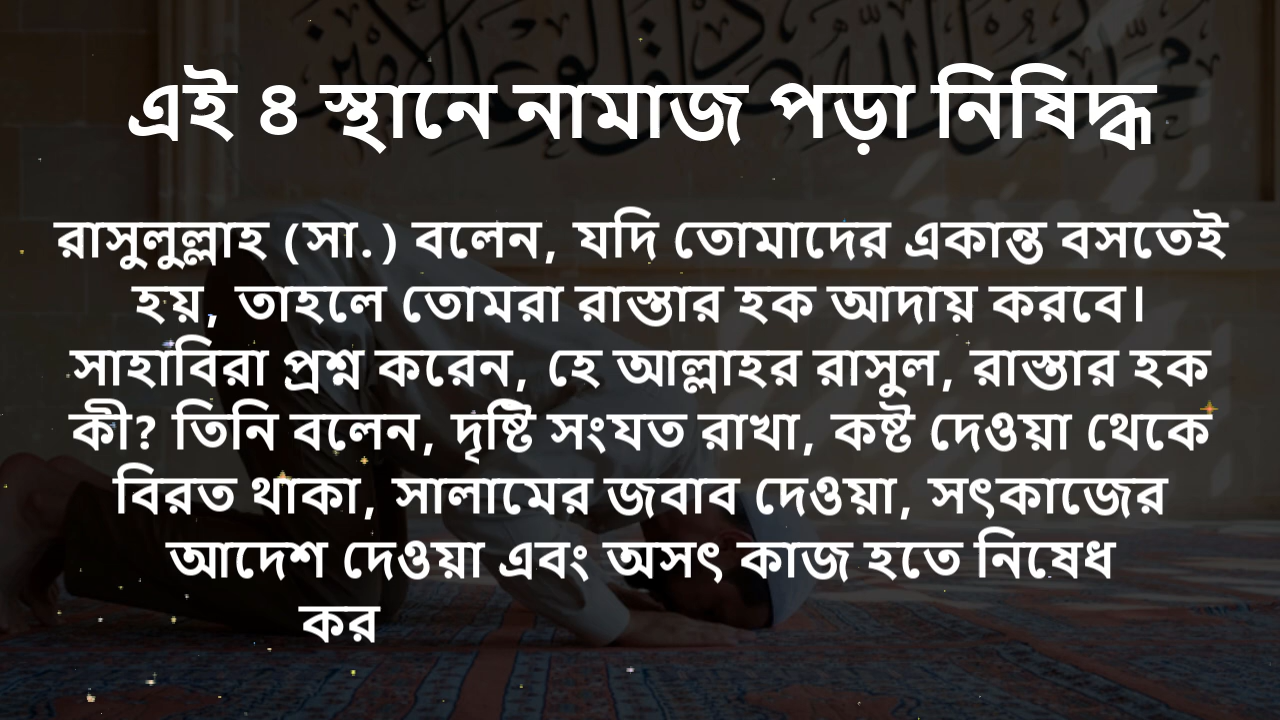 এই ৪ স্থানে নামাজ পড়া নিষিদ্ধ
রাসুলুল্লাহ (সা.) বলেন, যদি তোমাদের একান্ত বসতেই
হয়, তাহলে তোমরা রাস্তার হক আদায় করবে।
সাহাবিরা প্রশ্ন করেন, হে আল্লাহর রাসুল, রাস্তার হক
কী? তিনি বলেন, দৃষ্টি সংযত রাখা, কষ্ট দেওয়া থেকে
বিরত থাকা, সালামের জবাব দেওয়া, সৎকাজের
আদেশ দেওয়া এবং অসৎ কাজ হতে নিষেধ
কর